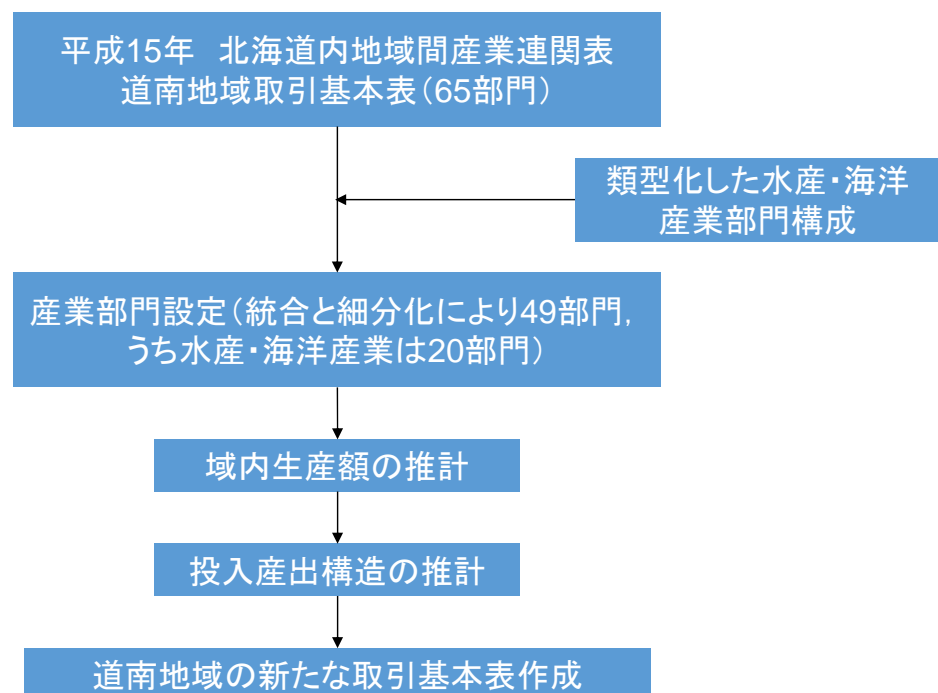 平成15年　北海道内地域間産業連関表
道南地域取引基本表（65部門）
類型化した水産・海洋
産業部門構成
産業部門設定（統合と細分化により49部門,
うち水産・海洋産業は20部門）
域内生産額の推計
投入産出構造の推計
道南地域の新たな取引基本表作成